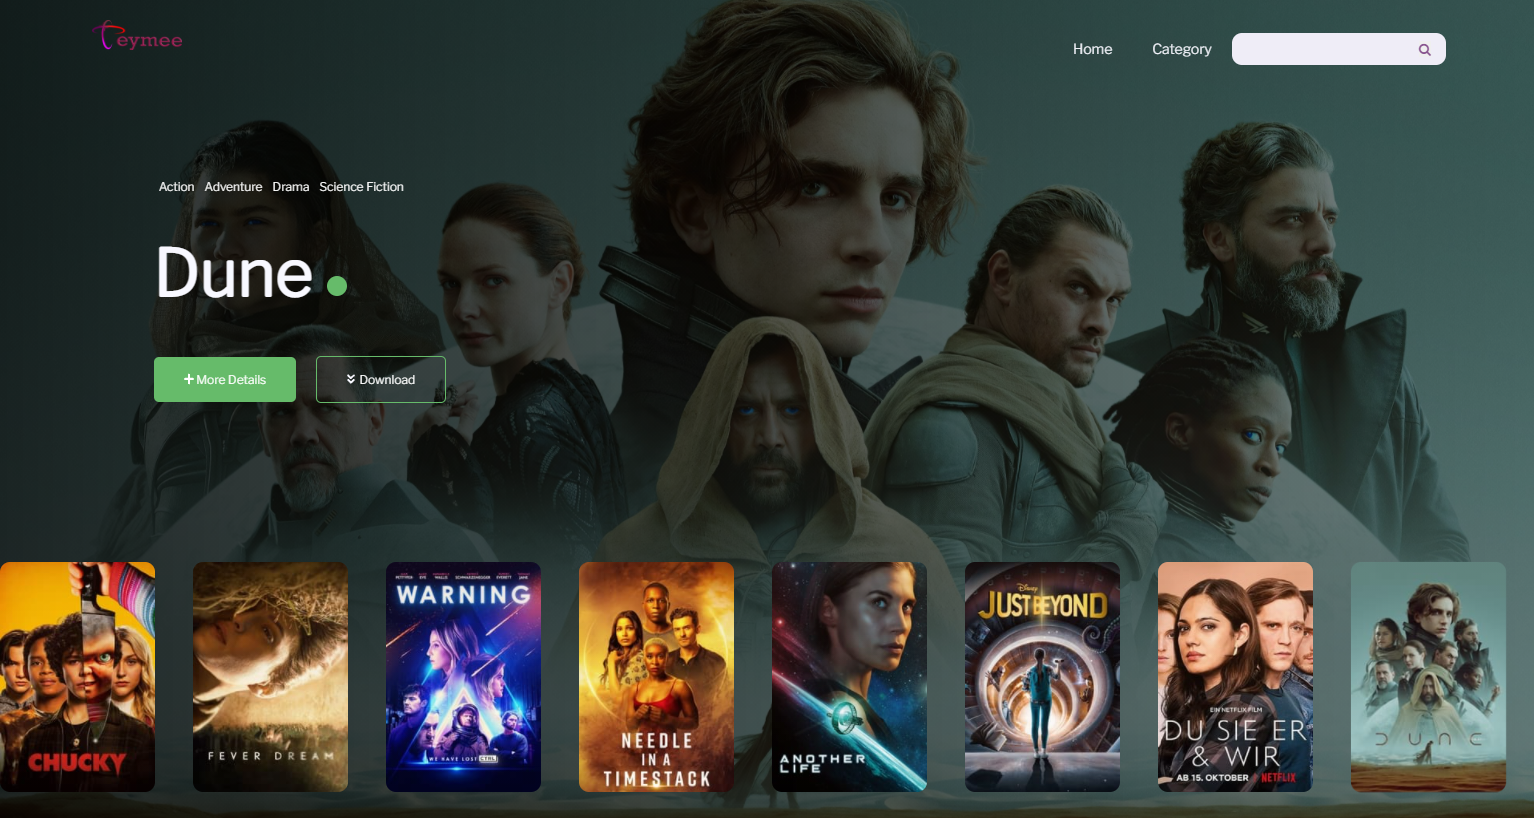 Teymee
Home
Category
Action Adventure Drama Science Fiction
Dune
More Details
Download
CHUCKY
FEVER DREAM
WARNING
WE HAVE LOST CTRL
NEEDLE
IN A
TIMESTACK
ANOTHER
LIFE
Disney
JUST BEYOND
EIN NETFLIX FILM
DU SIE ER
& WIR
AB 15. OKTOBER
NETFLIX
DUNE